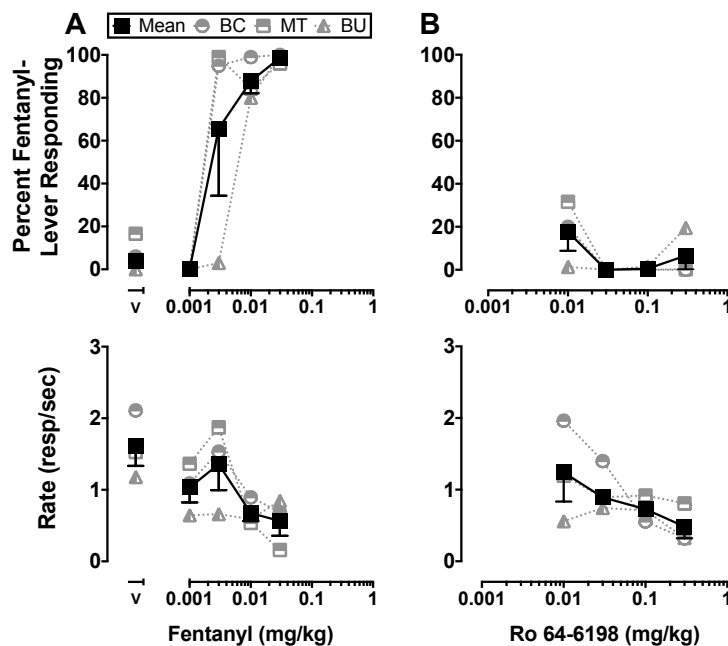 A B
Mean BC MT BU
Percent Fentanyl-
Lever Responding
100
80
60
40
20
0
V
0.001 0.01 0.1 1
100
80
60
40
20
0
0.001 0.01 0.1 1
Rate (resp/sec)
3
2
1
0
V
0.001 0.01 0.1 1
Fentanyl (mg/kg)
3
2
1
0
0.001 0.01 0.1 1
Ro 64-6198 (mg/kg)